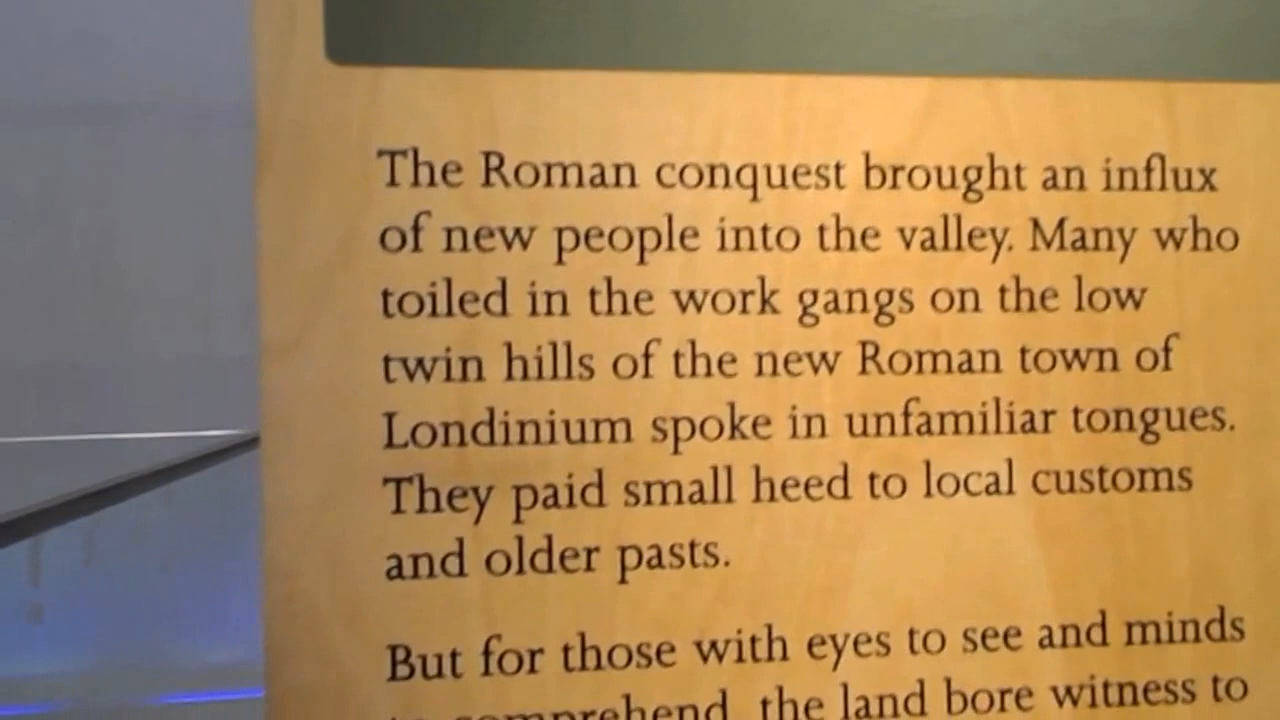 The Roman conquest brought an influx
of new people into the valley. Many who
toiled in the work gangs on the low
twin hills of the new Roman town of
Londinium spoke in unfamiliar tongues.
They paid small heed to local customs
and older pasts.
But for those with eyes to see and minds
to comprehend, the land bore witness to